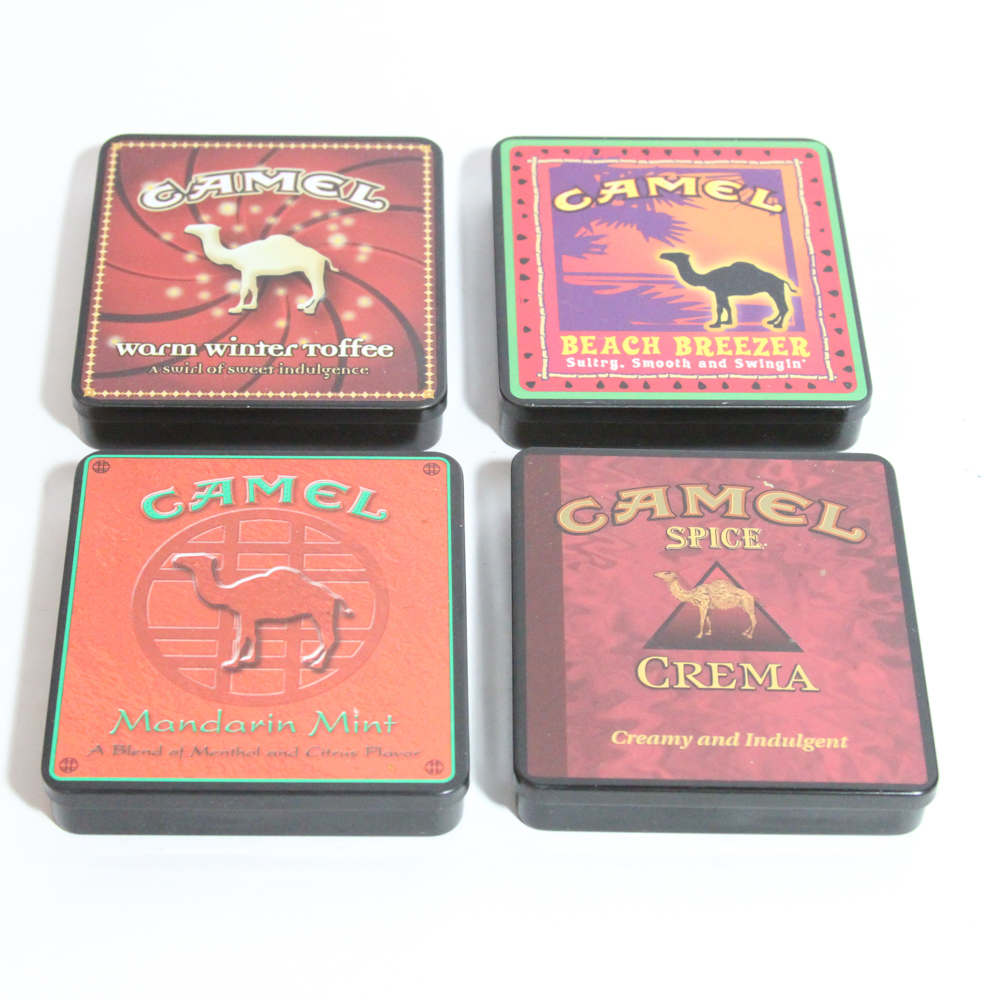 CAMEL
warm winter Toffee
A swirl of sweet indulgence
CAMEL
BEACH BREEZER
Sultry, Smooth and Swingin'
CAMEL
Mandarin Mint
A Blend of Menthol and Citrus Flavor
CAMEL
SPICE
CREMA
Creamy and Indulgent